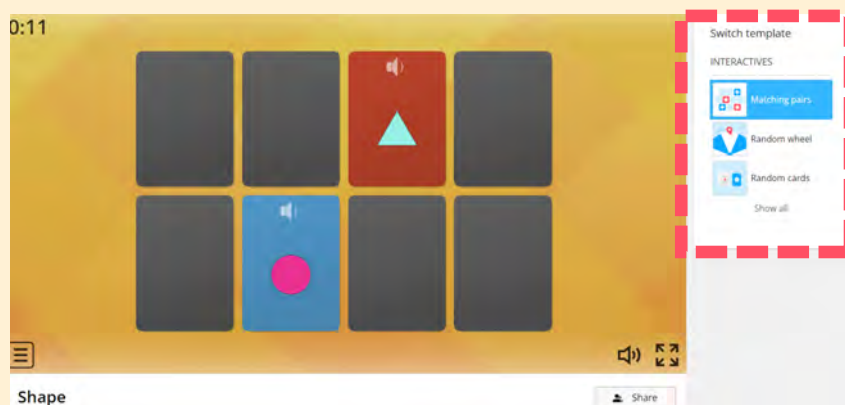 0:11
Switch template
INTERACTIVES
Matching pairs
Random wheel
Random cards
Show all
Shape
Share